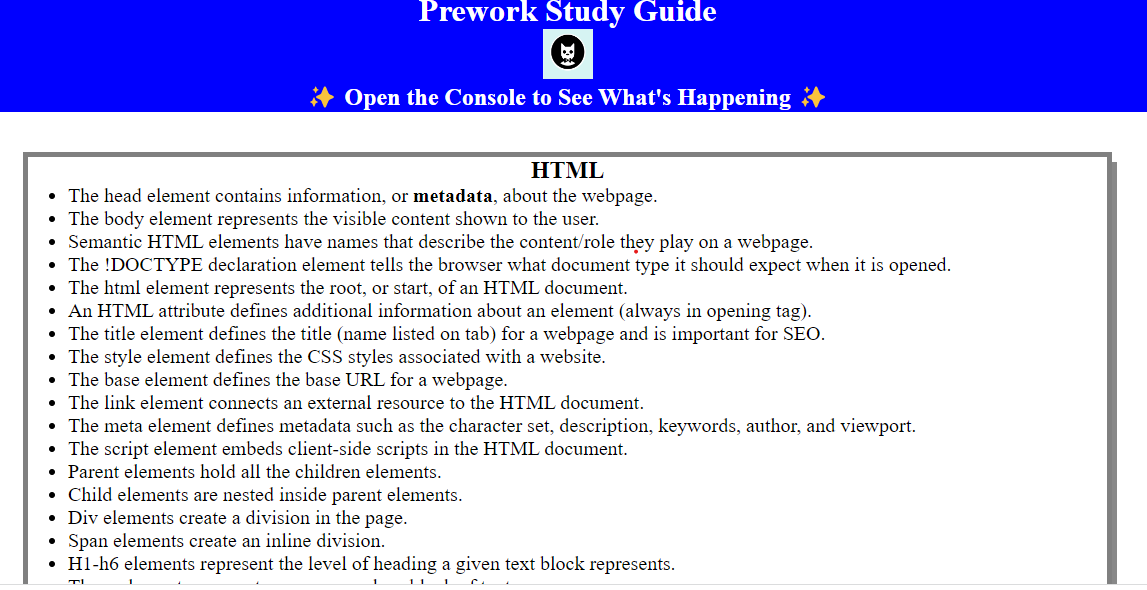 Prework Study Guide
✨ Open the Console to See What's Happening ✨
HTML
• The head element contains information, or metadata, about the webpage.
• The body element represents the visible content shown to the user.
• Semantic HTML elements have names that describe the content/role they play on a webpage.
• The !DOCTYPE declaration element tells the browser what document type it should expect when it is opened.
• The html element represents the root, or start, of an HTML document.
• An HTML attribute defines additional information about an element (always in opening tag).
• The title element defines the title (name listed on tab) for a webpage and is important for SEO.
• The style element defines the CSS styles associated with a website.
• The base element defines the base URL for a webpage.
• The link element connects an external resource to the HTML document.
• The meta element defines metadata such as the character set, description, keywords, author, and viewport.
• The script element embeds client-side scripts in the HTML document.
• Parent elements hold all the children elements.
• Child elements are nested inside parent elements.
• Div elements create a division in the page.
• Span elements create an inline division.
• H1-h6 elements represent the level of heading a given text block represents.